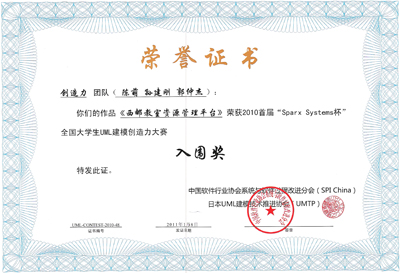 荣誉证书
创造力 团队( 陈前 孙建刚 郭钟杰 ):
你们的作品《西邮教室资源管理平台》荣获2010首届“Sparx Systems杯”
全国大学生UML建模创造力大赛
入围奖
特发此证。
中国软件行业协会系统与软件过程改进分会(SPI China)
日本UML建模技术推进协会(UMTP)
UML-CONTEST-2010-48 2011年1月6日
证书编号 发证日期 签章